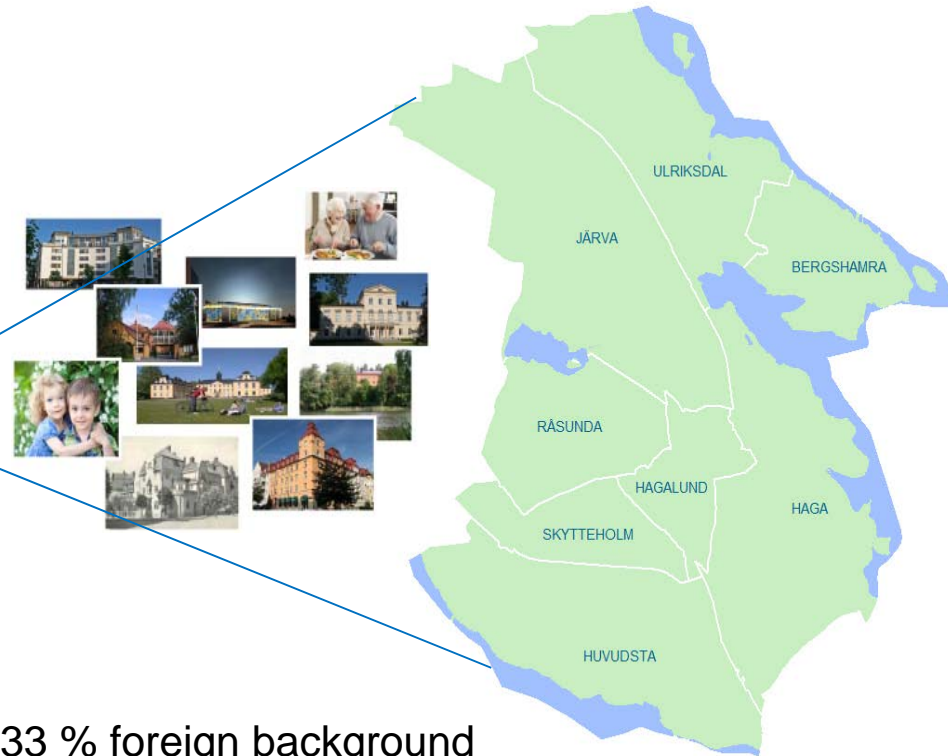 ULRIKSDAL
JÄRVA
BERGSHAMRA
RÅSUNDA
HAGALUND
HAGA
SKYTTEHOLM
HUVUDSTA
33 % foreign background